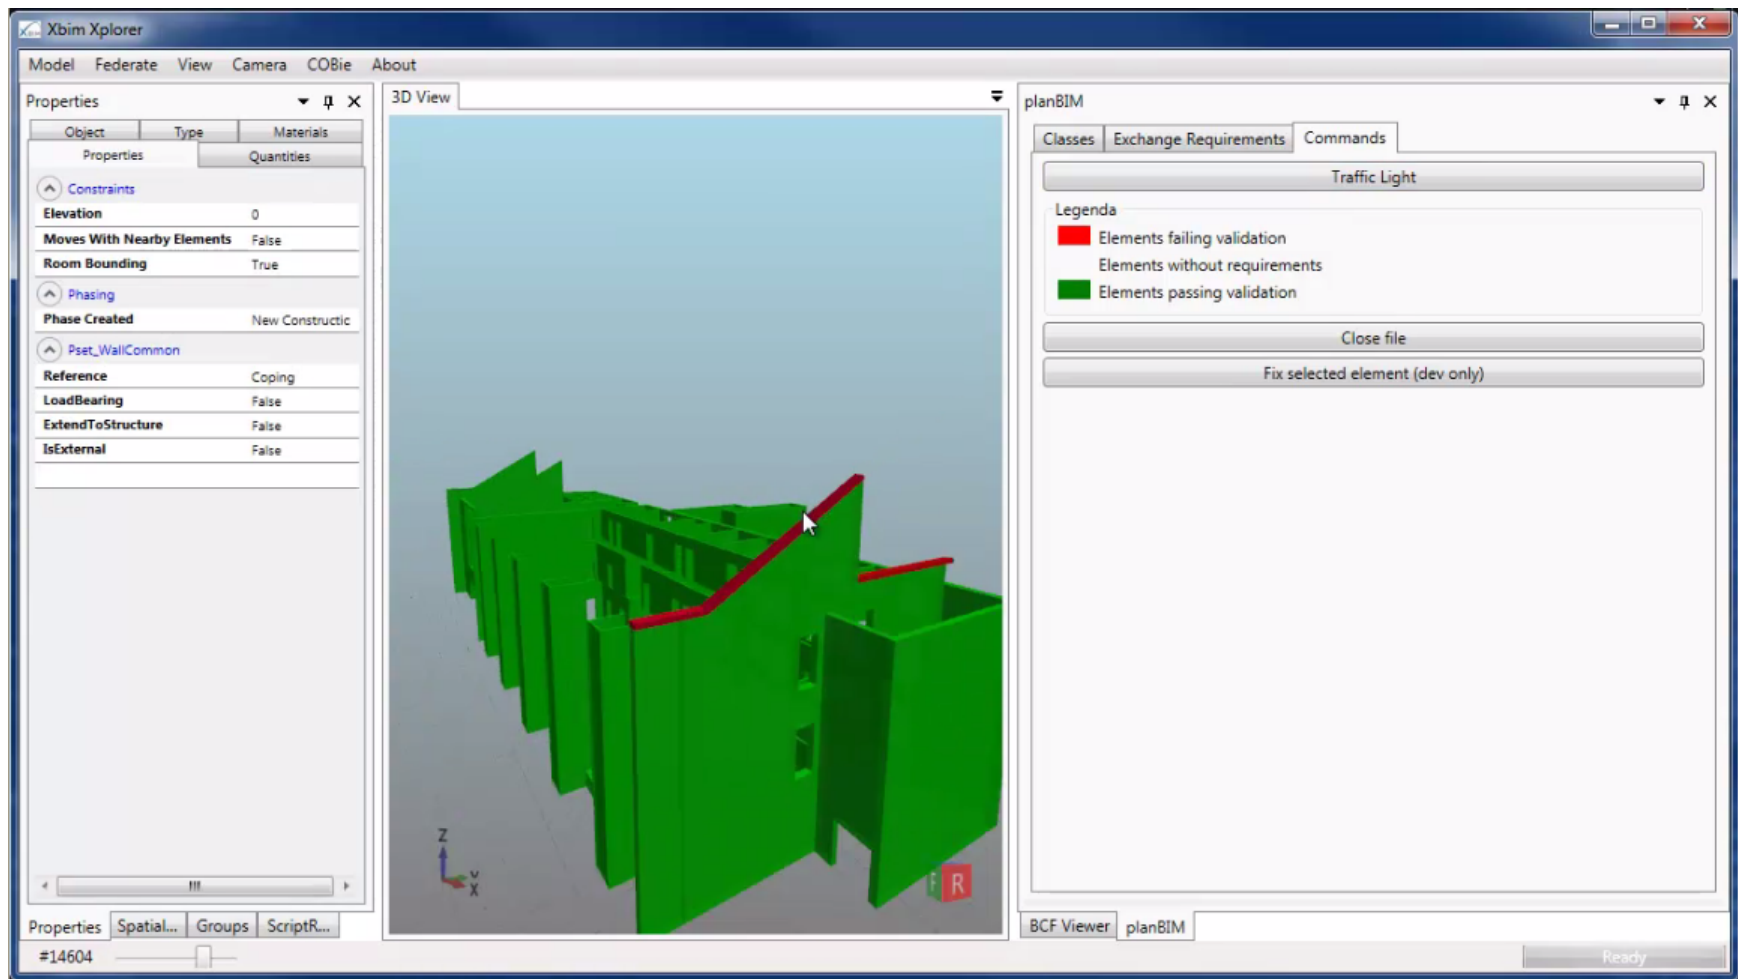 Xbim Xplorer
Model Federate View Camera COBie About
Properties
Object Type Materials
Properties Quantities
Constraints
Elevation 0
Moves With Nearby Elements False
Room Bounding True
Phasing
Phase Created New Constructic
Pset_WallCommon
Reference Coping
LoadBearing False
ExtendToStructure False
IsExternal False
Properties Spatial... Groups ScriptR...
#14604
3D View
Z
Y
X
F R
planBIM
Classes Exchange Requirements Commands
Traffic Light
Legenda
Elements failing validation
Elements without requirements
Elements passing validation
Close file
Fix selected element (dev only)
BCF Viewer planBIM
Ready